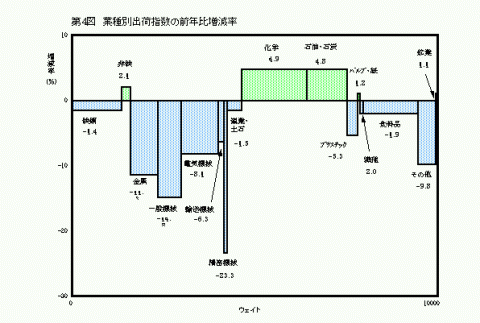 第4図　業種別出荷指数の前年比増減率
増減率
(%)
10
0
-10
-20
-30
鉄鋼
-1.4
非鉄
2.1
金属
一般機械
電気機械
-8.1
輸送機械
-6.3
精密機械
-23.3
窯業・
土石
-1.5
化学
4.9
石油・石炭
4.8
プラスチック
-5.3
パルプ・紙
1.2
繊維
2.0
食料品
-1.9
その他
-9.8
鉱業
1.1
0
ウェイト
10000